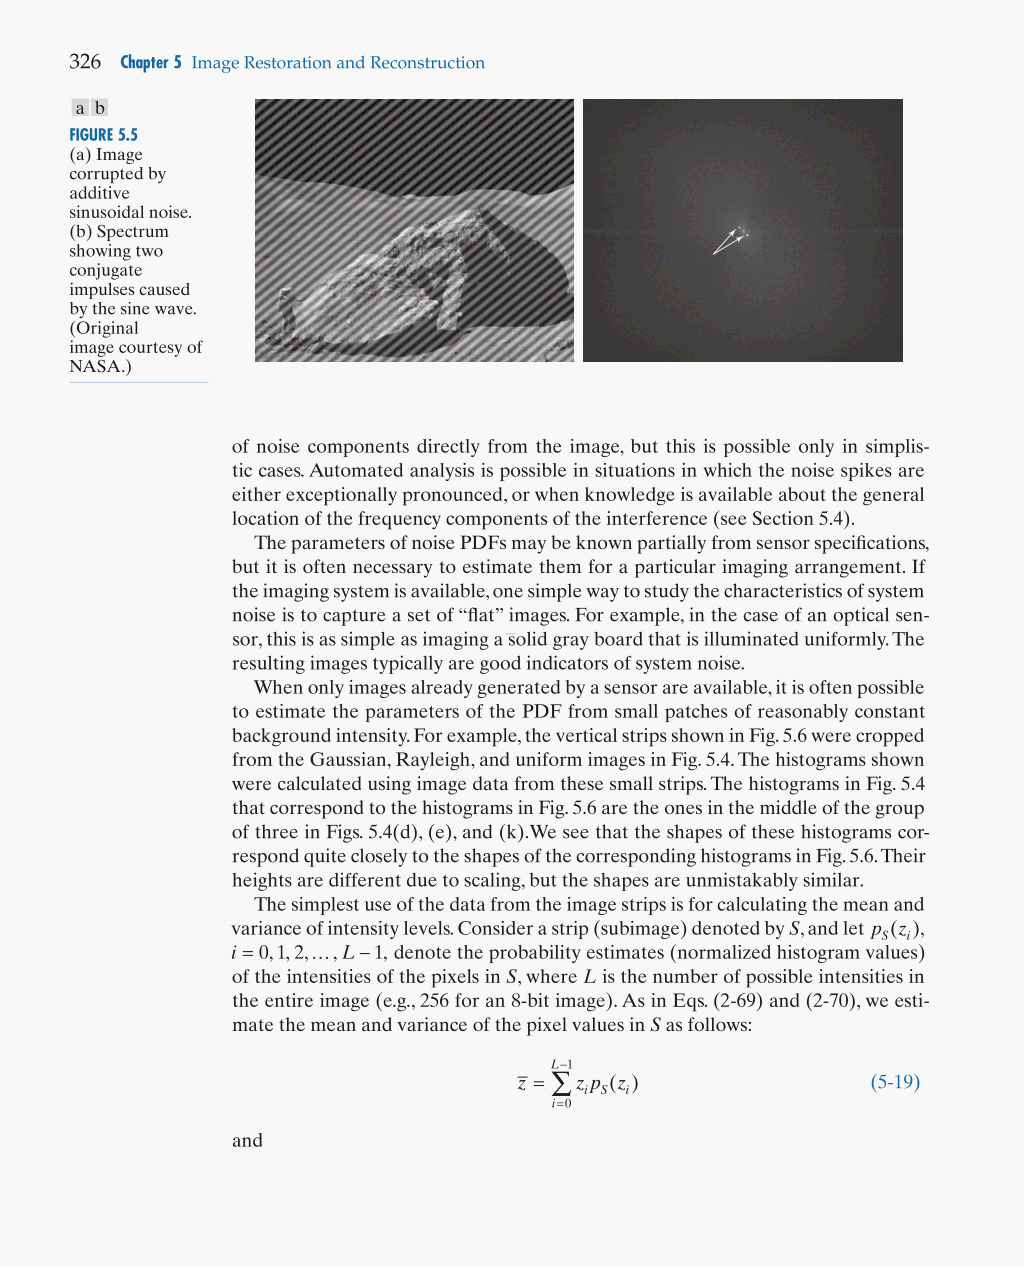 326 Chapter 5 Image Restoration and Reconstruction
a b
FIGURE 5.5
(a) Image
corrupted by
additive
sinusoidal noise.
(b) Spectrum
showing two
conjugate
impulses caused
by the sine wave.
(Original
image courtesy of
NASA.)
of noise components directly from the image, but this is possible only in simplis-
tic cases. Automated analysis is possible in situations in which the noise spikes are
either exceptionally pronounced, or when knowledge is available about the general
location of the frequency components of the interference (see Section 5.4).
The parameters of noise PDFs may be known partially from sensor specifications,
but it is often necessary to estimate them for a particular imaging arrangement. If
the imaging system is available, one simple way to study the characteristics of system
noise is to capture a set of “flat” images. For example, in the case of an optical sen-
sor, this is as simple as imaging a solid gray board that is illuminated uniformly. The
resulting images typically are good indicators of system noise.
When only images already generated by a sensor are available, it is often possible
to estimate the parameters of the PDF from small patches of reasonably constant
background intensity. For example, the vertical strips shown in Fig. 5.6 were cropped
from the Gaussian, Rayleigh, and uniform images in Fig. 5.4. The histograms shown
were calculated using image data from these small strips. The histograms in Fig. 5.4
that correspond to the histograms in Fig. 5.6 are the ones in the middle of the group
of three in Figs. 5.4(d), (e), and (k).We see that the shapes of these histograms cor-
respond quite closely to the shapes of the corresponding histograms in Fig. 5.6. Their
heights are different due to scaling, but the shapes are unmistakably similar.
The simplest use of the data from the image strips is for calculating the mean and
variance of intensity levels. Consider a strip (subimage) denoted by S, and let p_S(z_i),
i = 0, 1, 2, …, L − 1, denote the probability estimates (normalized histogram values)
of the intensities of the pixels in S, where L is the number of possible intensities in
the entire image (e.g., 256 for an 8-bit image). As in Eqs. (2-69) and (2-70), we esti-
mate the mean and variance of the pixel values in S as follows:
z̅ = ∑_{i=0}^{L−1} z_i p_S(z_i) (5-19)
and